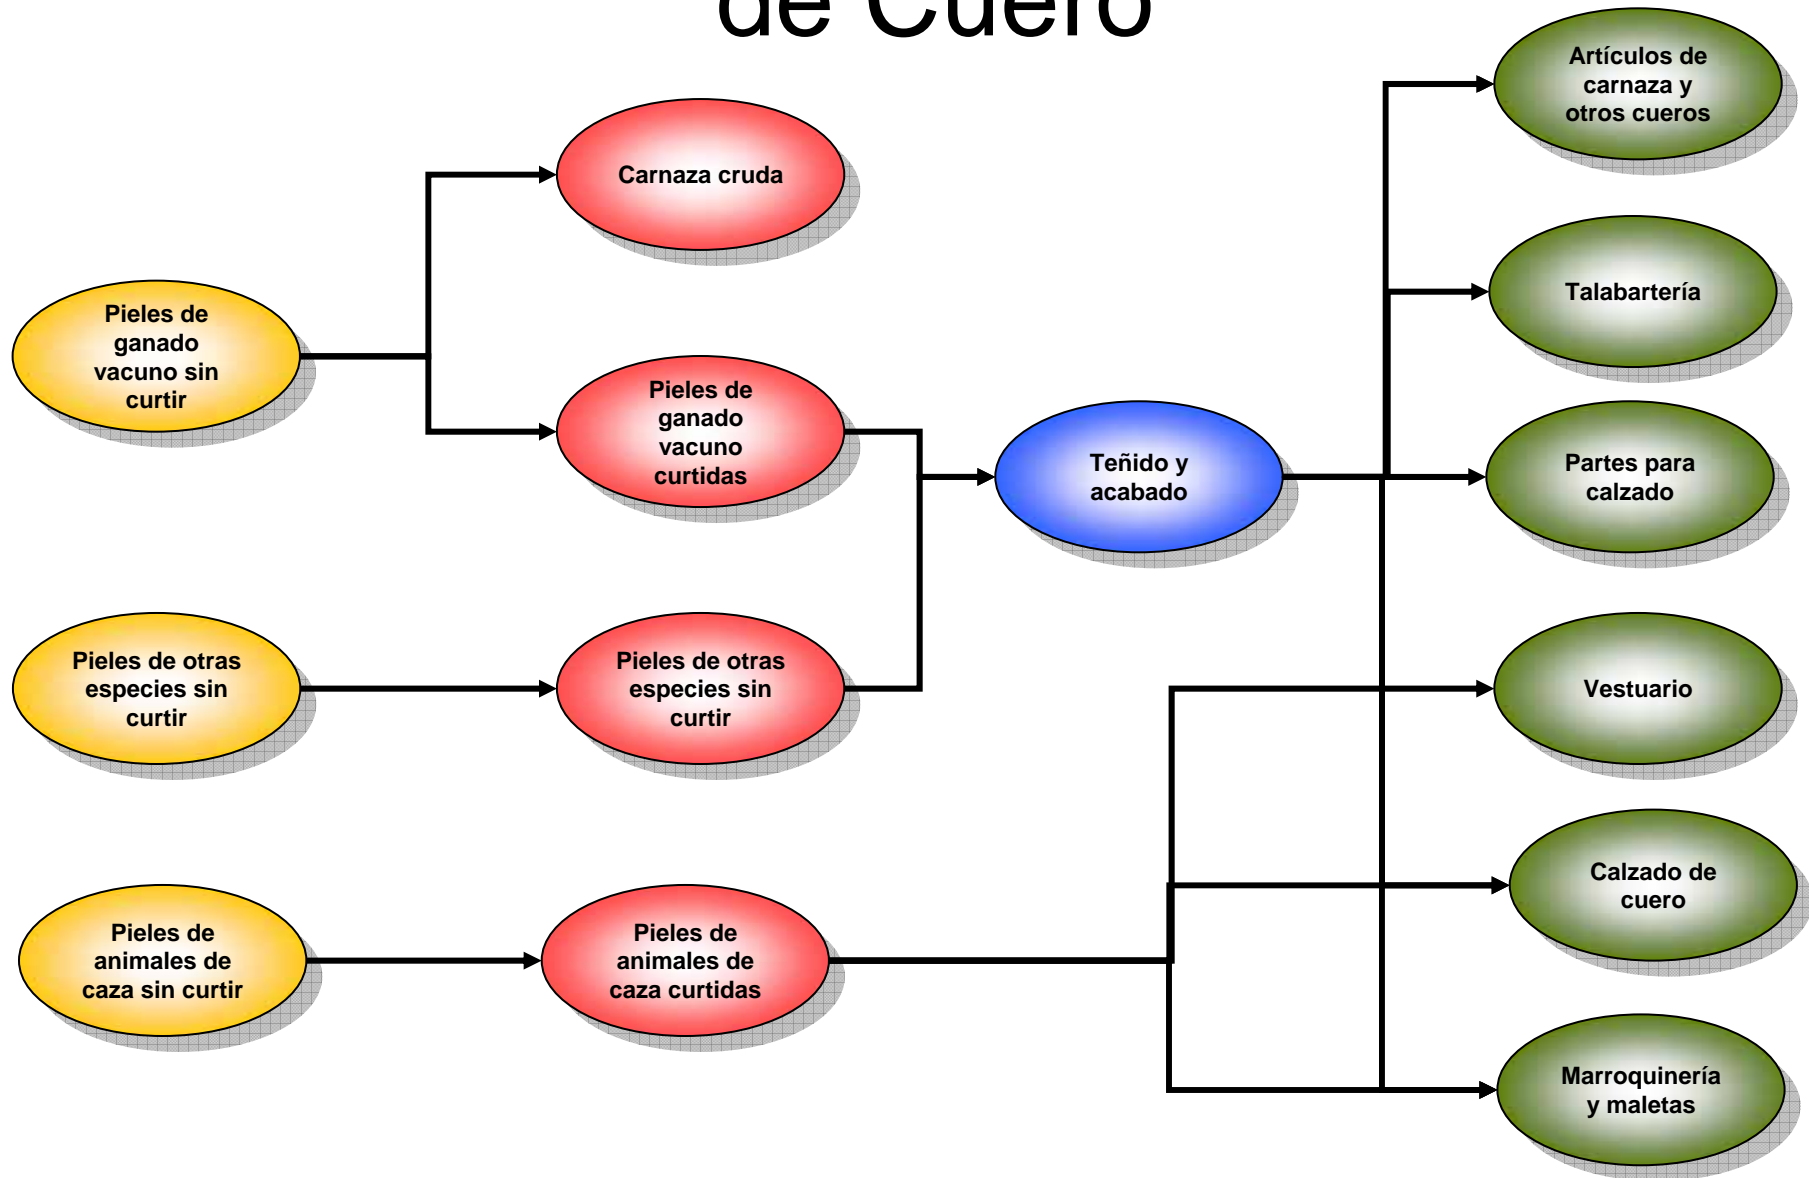 de Cuero
Artículos de
carnaza y
otros cueros
Carnaza cruda
Talabartería
Pieles de
ganado
vacuno sin
curtir
Pieles de
ganado
vacuno
curtidas
Teñido y
acabado
Partes para
calzado
Pieles de otras
especies sin
curtir
Pieles de otras
especies sin
curtir
Vestuario
Calzado de
cuero
Pieles de
animales de
caza sin curtir
Pieles de
animales de
caza curtidas
Marroquinería
y maletas